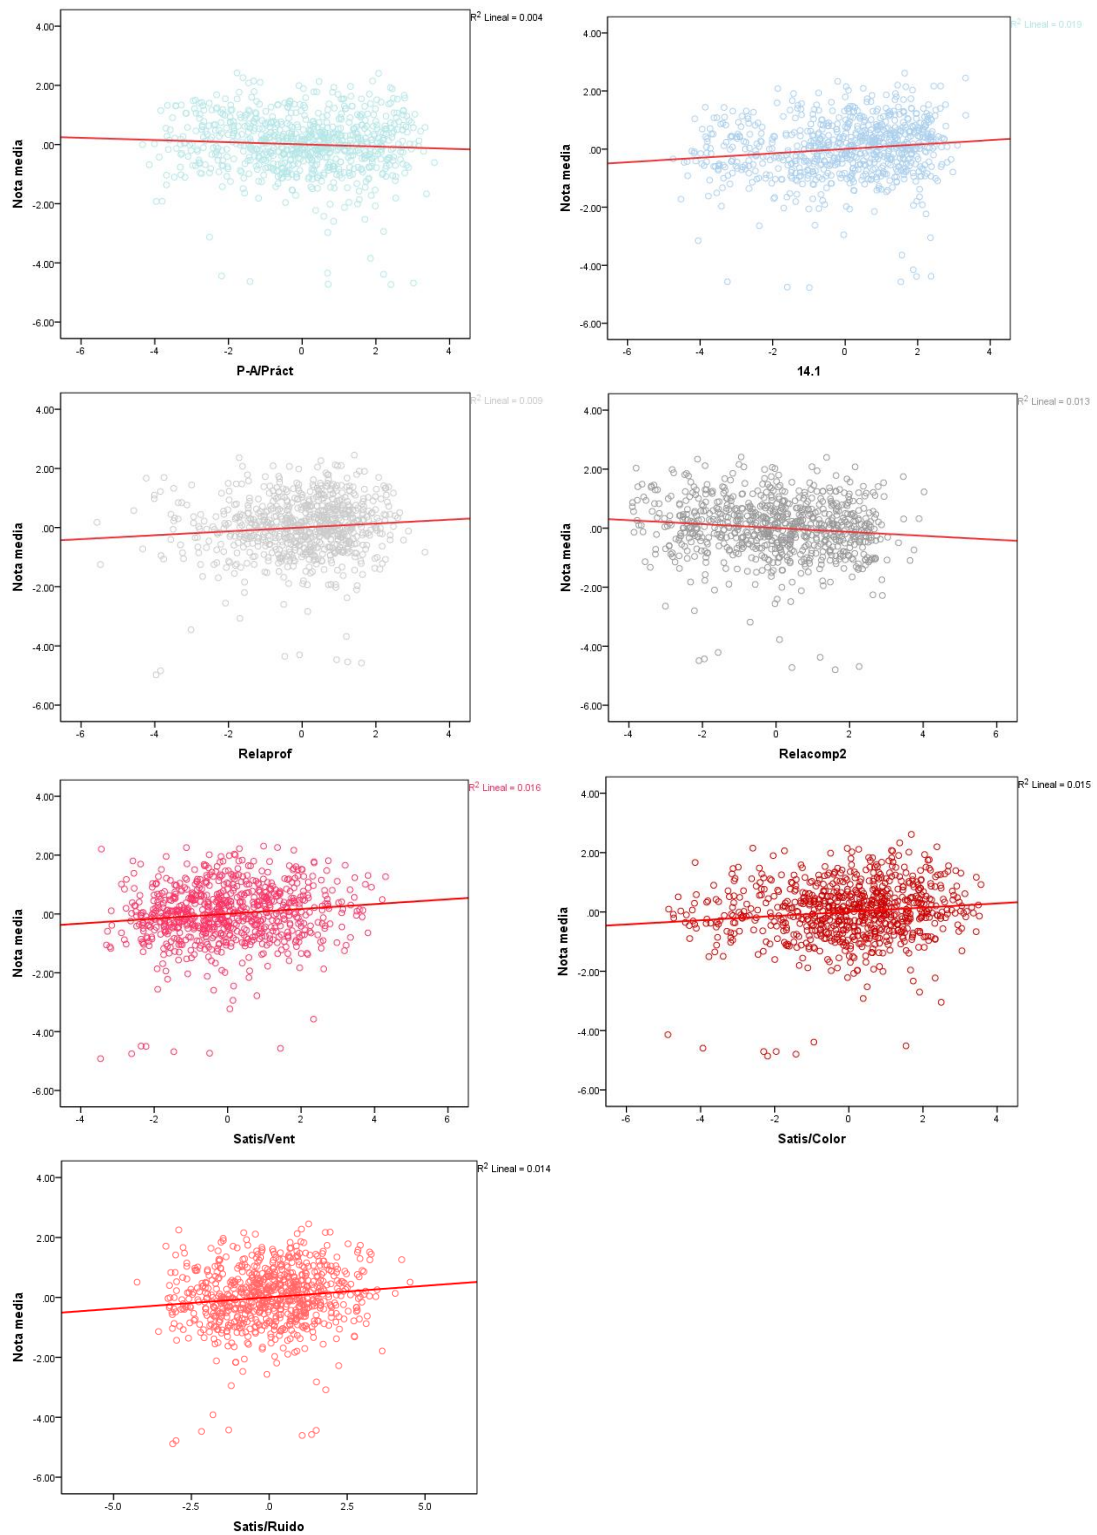 R² Lineal = 0.004
4.00
2.00
.00
-2.00
-4.00
-6.00
Nota media
-6 -4 -2 0 2 4
P-A/Práct
R² Lineal = 0.019
4.00
2.00
.00
-2.00
-4.00
-6.00
Nota media
-6 -4 -2 0 2 4
14.1
R² Lineal = 0.009
4.00
2.00
.00
-2.00
-4.00
-6.00
Nota media
-6 -4 -2 0 2 4
Relaprof
R² Lineal = 0.013
4.00
2.00
.00
-2.00
-4.00
-6.00
Nota media
-4 -2 0 2 4 6
Relacomp2
R² Lineal = 0.016
4.00
2.00
.00
-2.00
-4.00
-6.00
Nota media
-4 -2 0 2 4 6
Satis/Vent
R² Lineal = 0.015
4.00
2.00
.00
-2.00
-4.00
-6.00
Nota media
-6 -4 -2 0 2 4
Satis/Color
R² Lineal = 0.014
4.00
2.00
.00
-2.00
-4.00
-6.00
Nota media
-5.0 -2.5 .0 2.5 5.0
Satis/Ruido